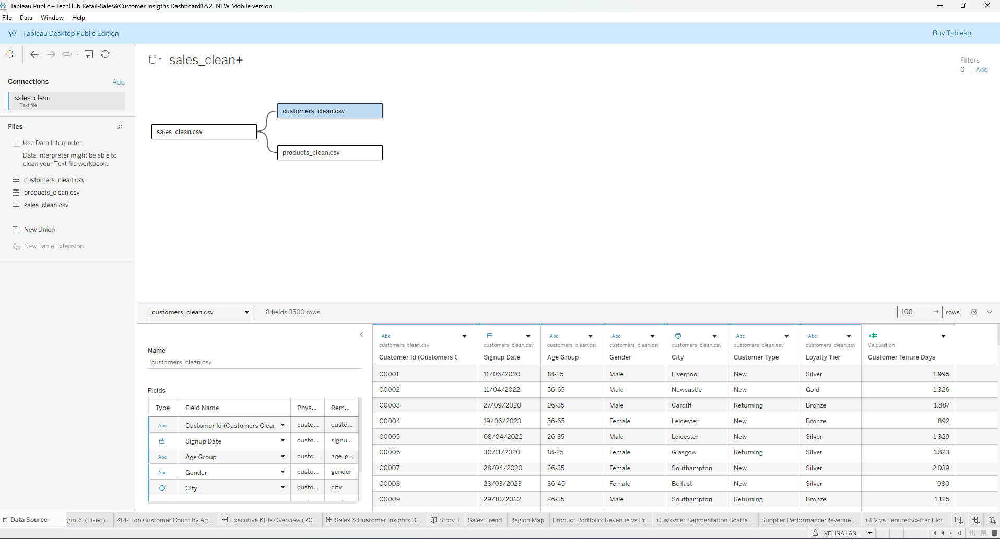 Tableau Public – TechHub Retail-Sales&Customer Insigths Dashboard1&2  NEW Mobile version
File Data Window Help
Tableau Desktop Public Edition
Buy Tableau
sales_clean+
Filters
0 Add
Connections Add
sales_clean
Text file
Files
Use Data Interpreter
Data Interpreter might be able to
clean your Text file workbook.
customers_clean.csv
products_clean.csv
sales_clean.csv
New Union
New Table Extension
customers_clean.csv
sales_clean.csv
products_clean.csv
customers_clean.csv 8 fields 3500 rows 100 rows
Name
customers_clean.csv
Fields
Type Field Name Phys... Rem...
Abc Customer Id (Customers Clear custo... custo...
Signup Date custo... signu...
Abc Age Group custo... age_g...
Abc Gender custo... gender
City custo... city
Abc Abc Abc Abc Abc
customers_clean.csv customers_clean.csv customers_clean.csv customers_clean.csv customers_clean.csv customers_clean.csv customers_clean.csv Calculation
Customer Id (Customers C Signup Date Age Group Gender City Customer Type Loyalty Tier Customer Tenure Days
C0001 11/06/2020 18-25 Male Liverpool New Silver 1,995
C0002 11/04/2022 56-65 Male Newcastle New Gold 1,326
C0003 27/09/2020 26-35 Male Cardiff Returning Bronze 1,887
C0004 19/06/2023 56-65 Female Leicester New Bronze 892
C0005 08/04/2022 26-35 Male Leicester New Silver 1,329
C0006 30/11/2020 18-25 Female Glasgow Returning Silver 1,823
C0007 28/04/2020 26-35 Female Southampton New Silver 2,039
C0008 23/03/2023 36-45 Female Belfast New Silver 980
C0009 29/10/2022 26-35 Male Southampton Returning Bronze 1,125
Data Source rgin % (Fixed) KPI- Top Customer Count by Ag... Executive KPIs Overview (20... Sales & Customer Insights D... Story 1 Sales Trend Region Map Product Portfolio: Revenue vs Pr... Customer Segmentation Scatte... Supplier Performance:Revenue ... CLV vs Tenure Scatter Plot
IVELINA I AN...